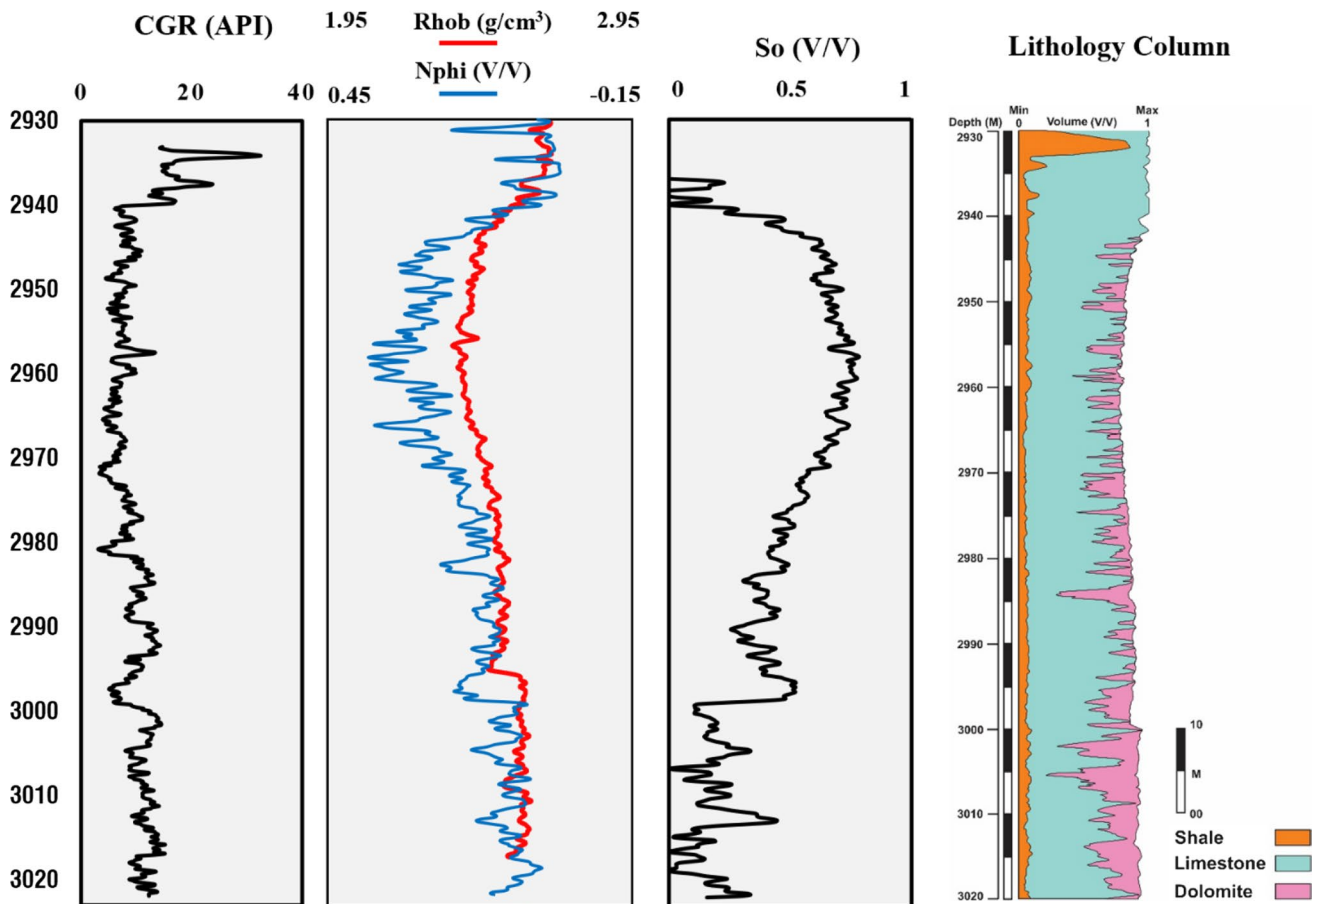 CGR (API)
0 20 40
1.95 Rhob (g/cm³) 2.95
Nphi (V/V)
0.45 -0.15
So (V/V)
0 0.5 1
Lithology Column
Min Max
Depth (M) 0 Volume (V/V) 1
2930
2940
2950
2960
2970
2980
2990
3000
3010
3020
2930
2940
2950
2960
2970
2980
2990
3000
3010
3020
10
M
00
Shale
Limestone
Dolomite